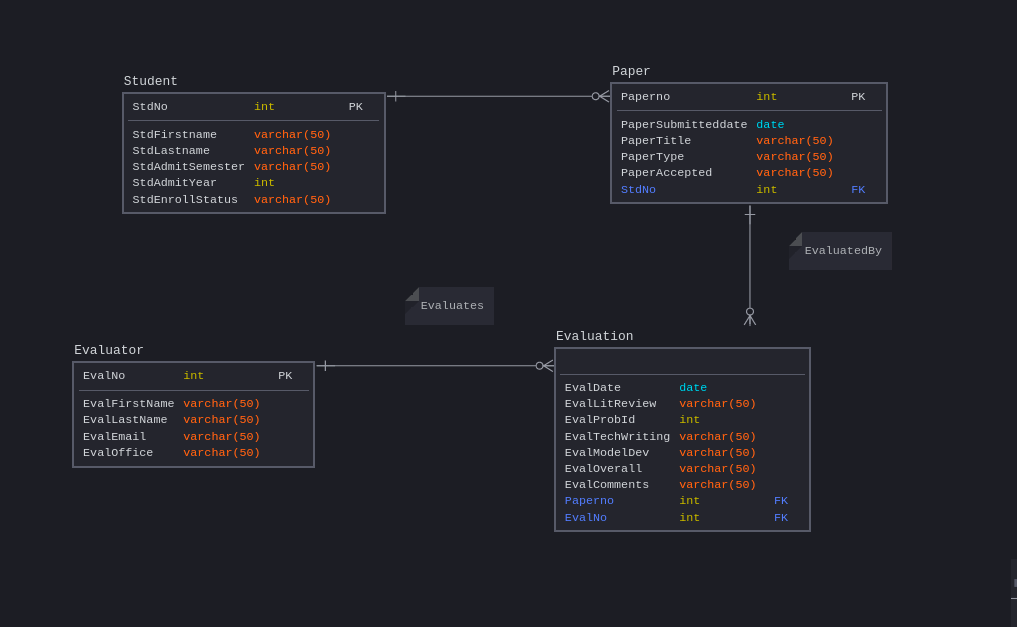 Student
StdNo int PK
StdFirstname varchar(50)
StdLastname varchar(50)
StdAdmitSemester varchar(50)
StdAdmitYear int
StdEnrollStatus varchar(50)
Paper
Paperno int PK
PaperSubmitteddate date
PaperTitle varchar(50)
PaperType varchar(50)
PaperAccepted varchar(50)
StdNo int FK
EvaluatedBy
Evaluates
Evaluator
EvalNo int PK
EvalFirstName varchar(50)
EvalLastName varchar(50)
EvalEmail varchar(50)
EvalOffice varchar(50)
Evaluation
EvalDate date
EvalLitReview varchar(50)
EvalProbId int
EvalTechWriting varchar(50)
EvalModelDev varchar(50)
EvalOverall varchar(50)
EvalComments varchar(50)
Paperno int FK
EvalNo int FK